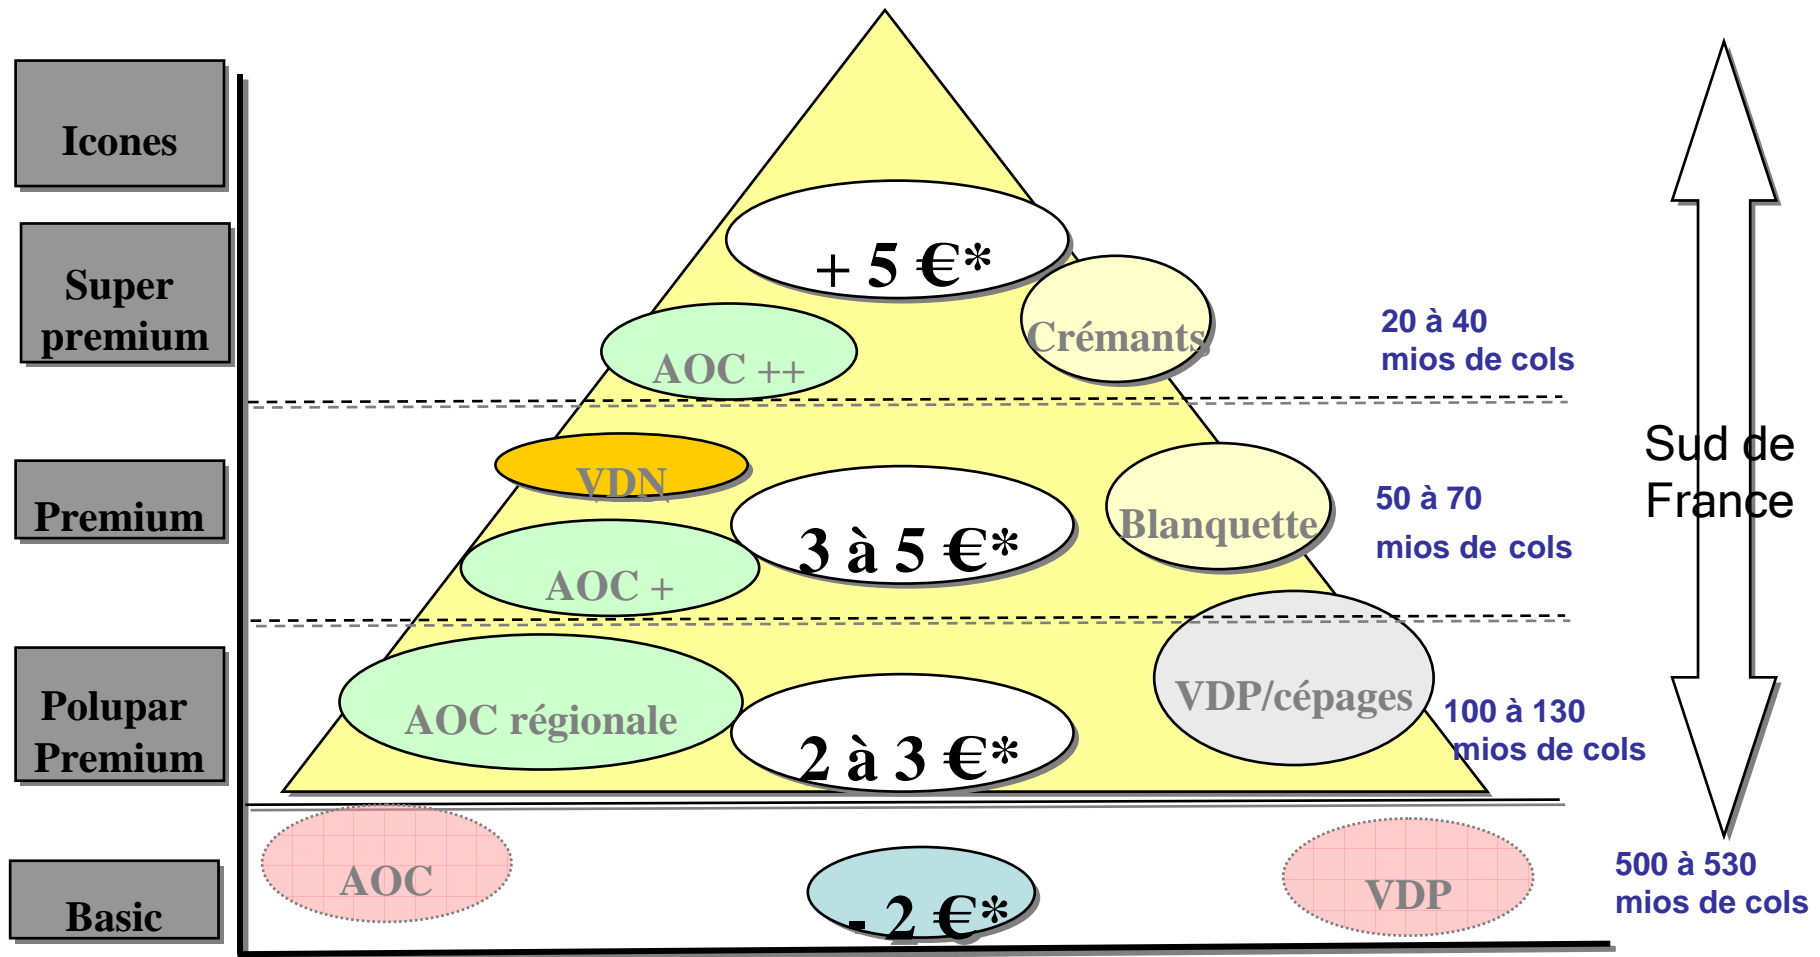 Icones
+ 5 €*
Super
premium
Crémants
AOC ++
20 à 40
mios de cols
Sud de
France
VDN
Premium
3 à 5 €*
Blanquette
50 à 70
mios de cols
AOC +
Polupar
Premium
AOC régionale
2 à 3 €*
VDP/cépages
100 à 130
mios de cols
Basic
AOC
- 2 €*
VDP
500 à 530
mios de cols